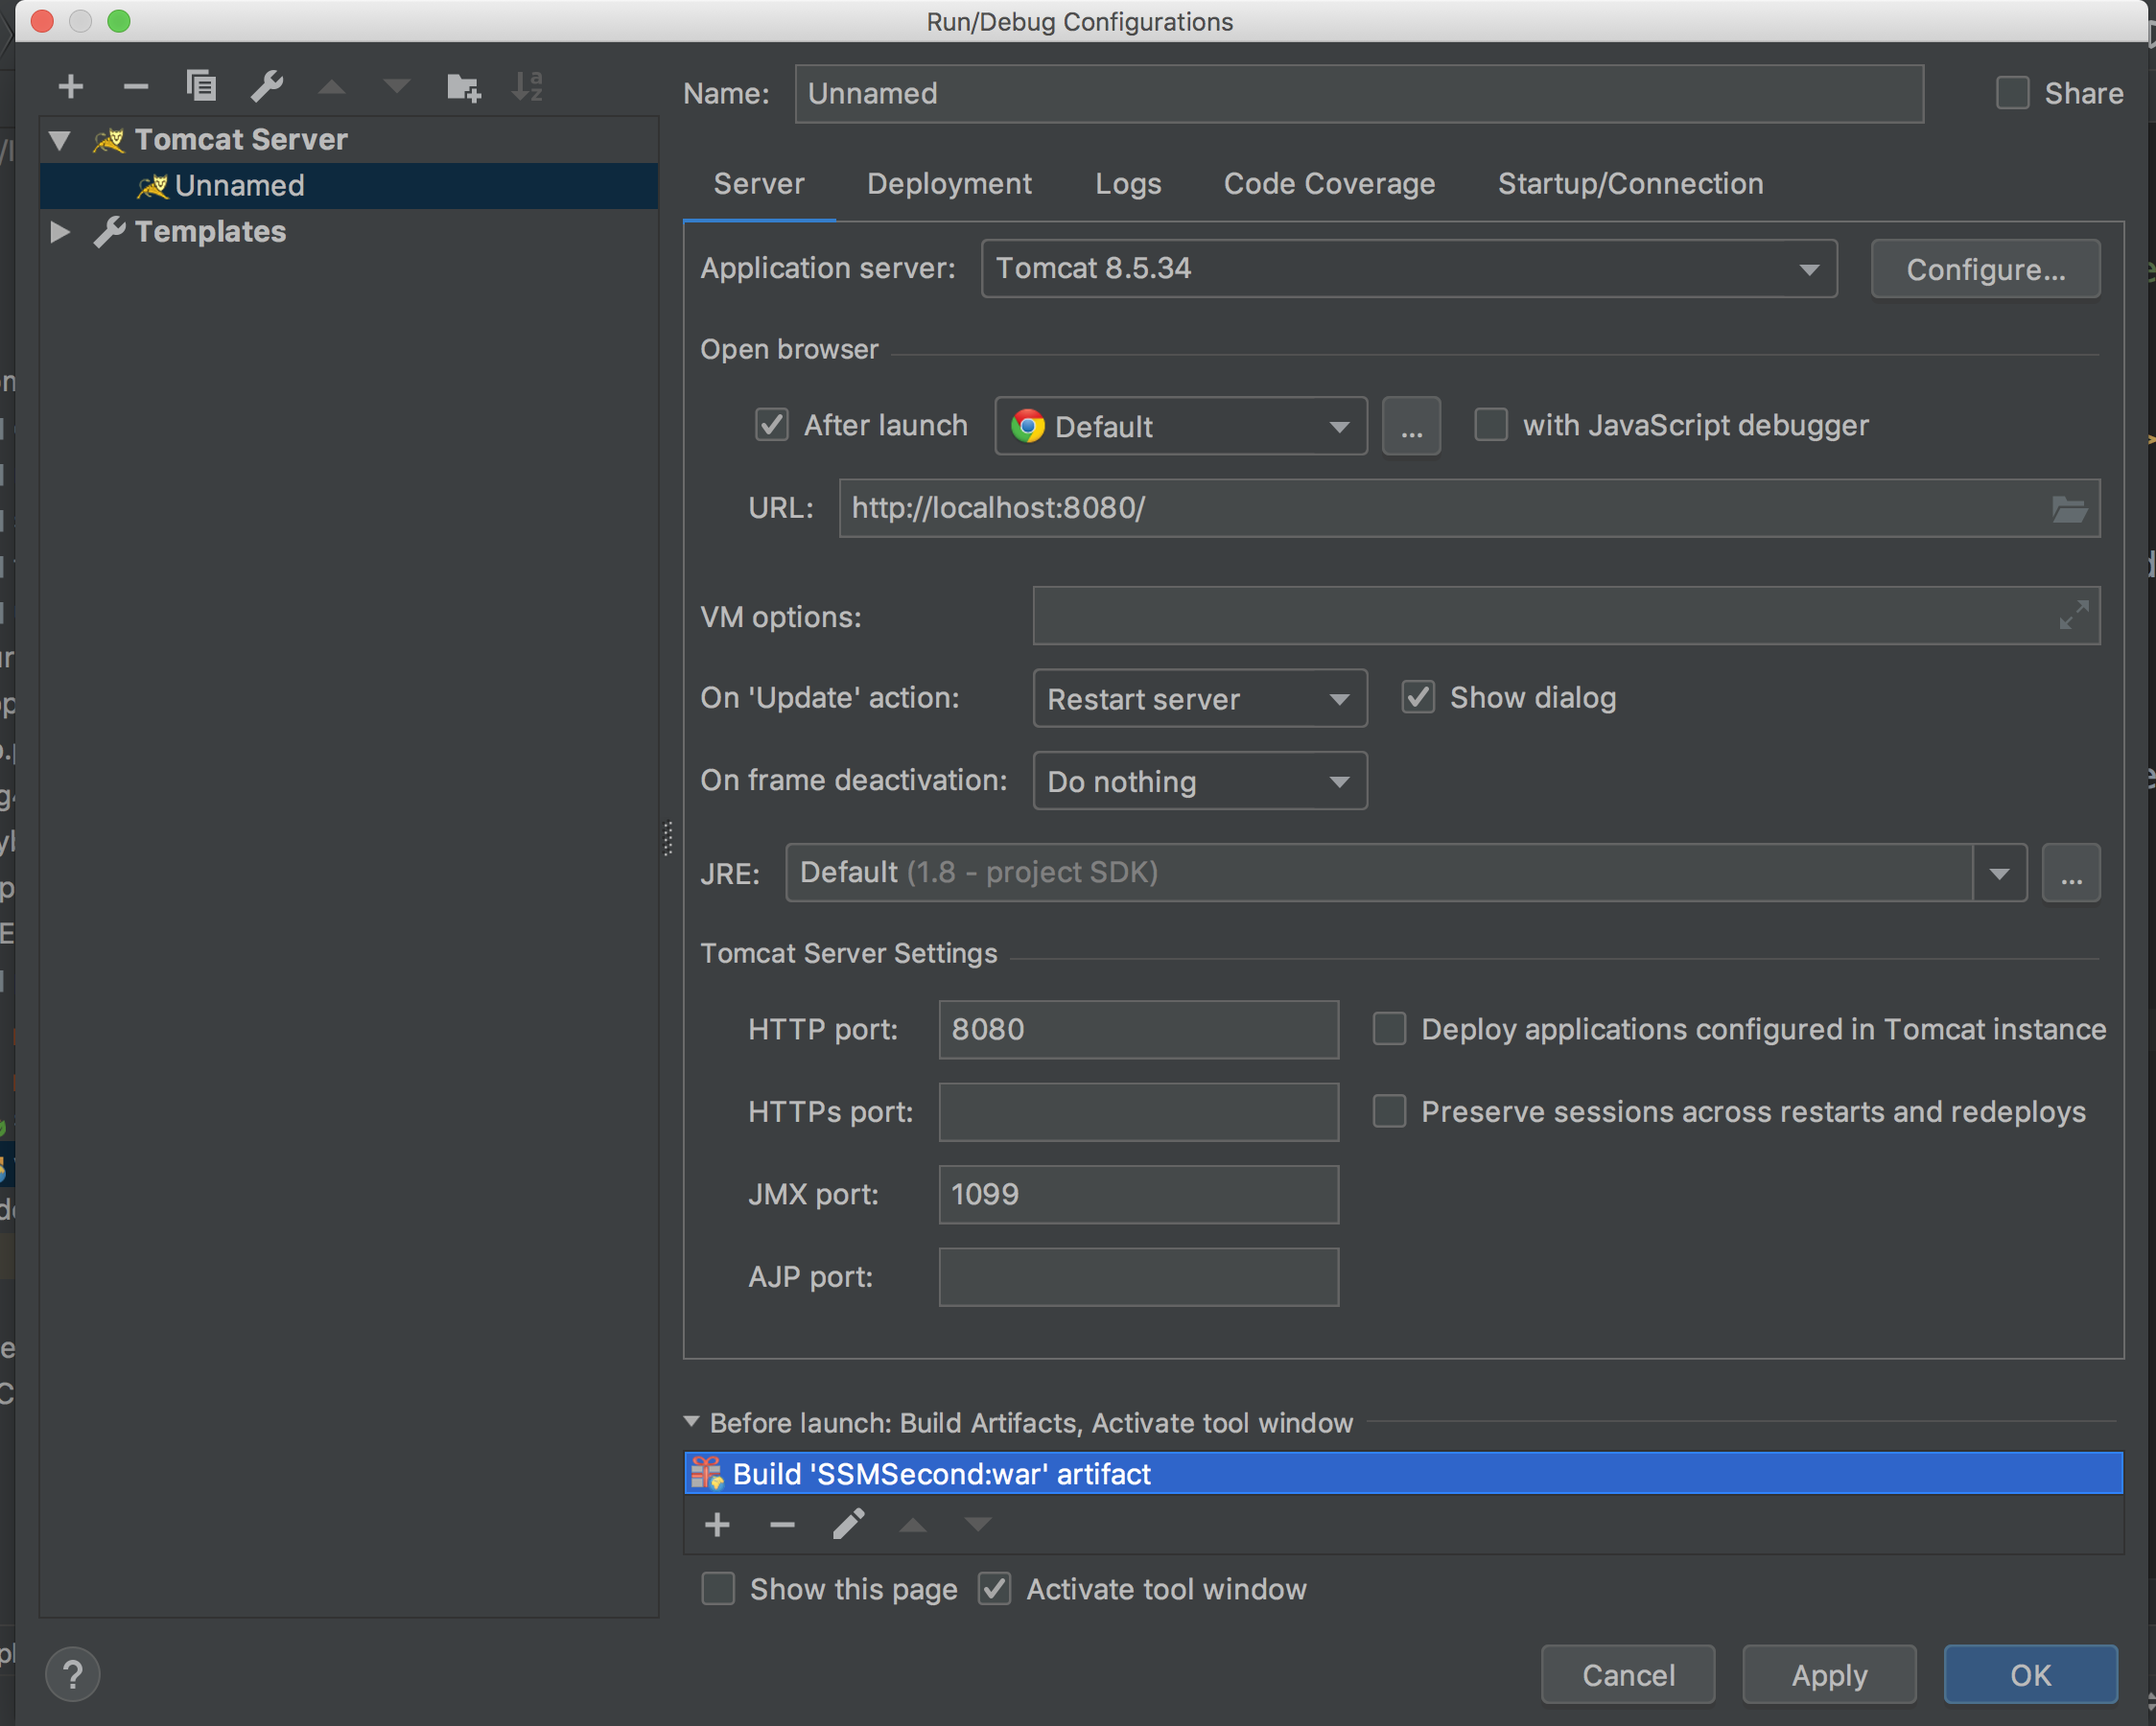 Run/Debug Configurations
Name: Unnamed Share
Tomcat Server
Unnamed
Templates
Server Deployment Logs Code Coverage Startup/Connection
Application server: Tomcat 8.5.34 Configure...
Open browser
After launch Default ... with JavaScript debugger
URL: http://localhost:8080/
VM options:
On 'Update' action: Restart server Show dialog
On frame deactivation: Do nothing
JRE: Default (1.8 - project SDK) ...
Tomcat Server Settings
HTTP port: 8080 Deploy applications configured in Tomcat instance
HTTPs port: Preserve sessions across restarts and redeploys
JMX port: 1099
AJP port:
Before launch: Build Artifacts, Activate tool window
Build 'SSMSecond:war' artifact
Show this page Activate tool window
? Cancel Apply OK